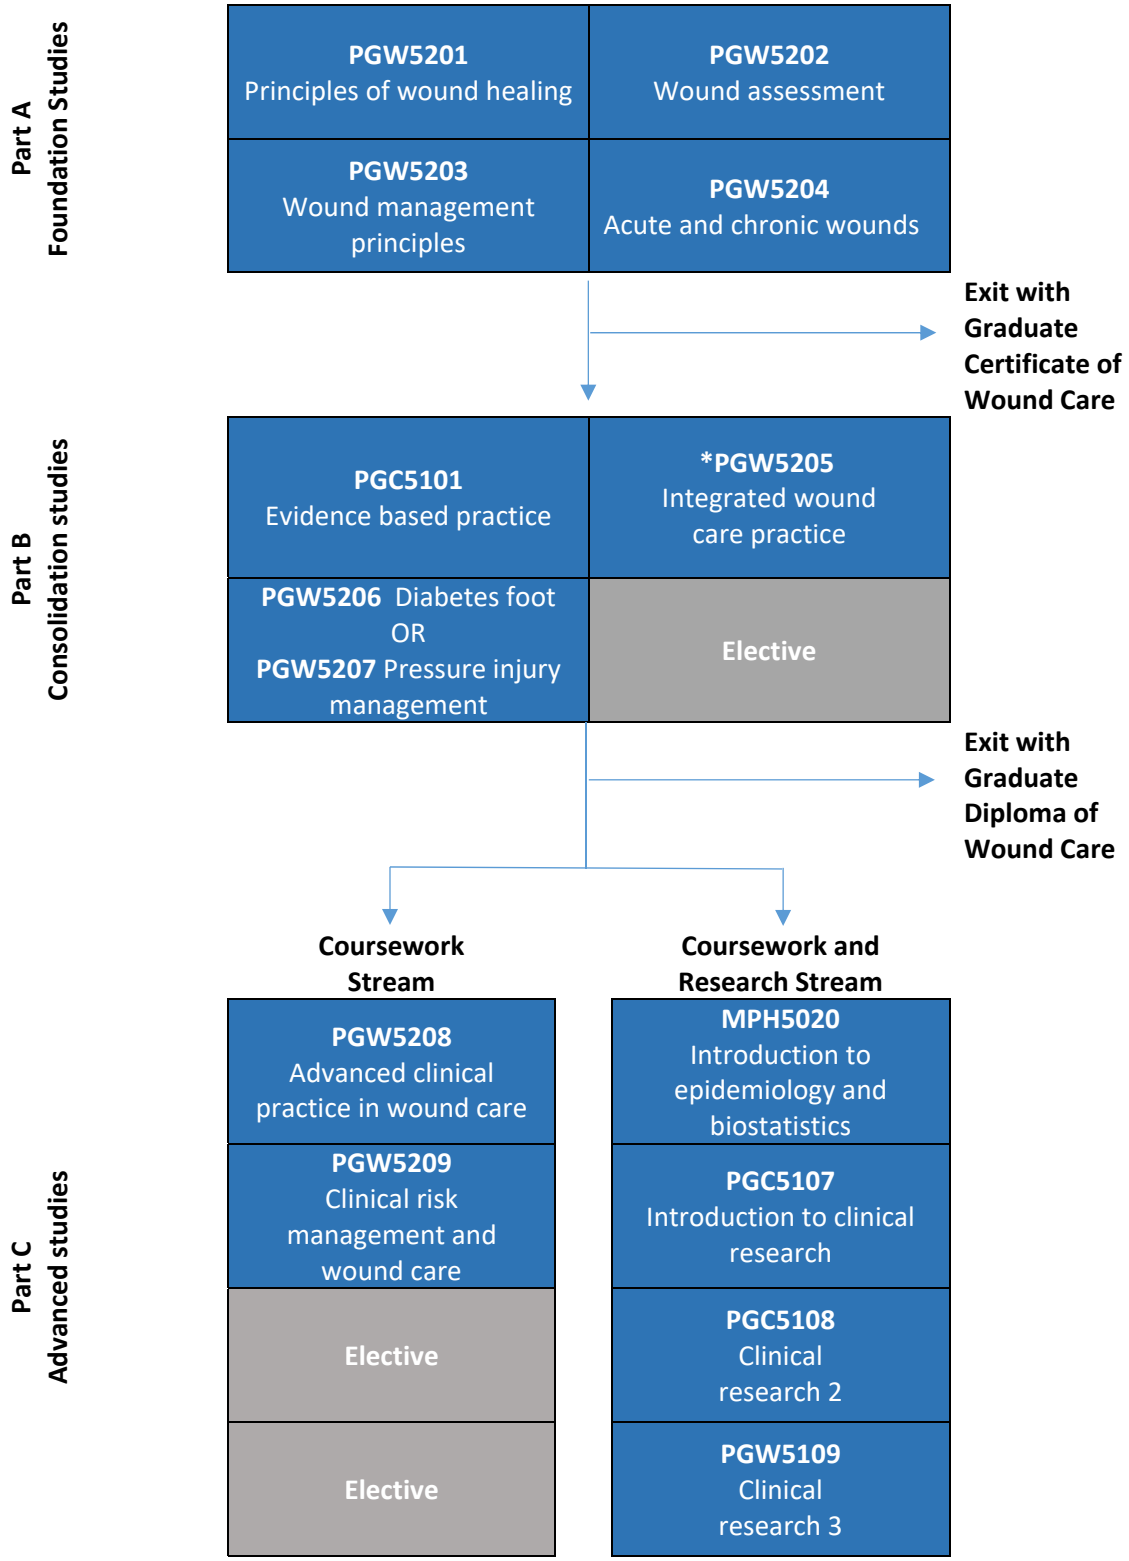 Part A
Foundation Studies
PGW5201
Principles of wound healing
PGW5202
Wound assessment
PGW5203
Wound management
principles
PGW5204
Acute and chronic wounds
Exit with
Graduate
Certificate of
Wound Care
Part B
Consolidation studies
PGC5101
Evidence based practice
*PGW5205
Integrated wound
care practice
PGW5206 Diabetes foot
OR
PGW5207 Pressure injury
management
Elective
Exit with
Graduate
Diploma of
Wound Care
Part C
Advanced studies
Coursework
Stream
PGW5208
Advanced clinical
practice in wound care
PGW5209
Clinical risk
management and
wound care
Elective
Elective
Coursework and
Research Stream
MPH5020
Introduction to
epidemiology and
biostatistics
PGC5107
Introduction to clinical
research
PGC5108
Clinical
research 2
PGW5109
Clinical
research 3